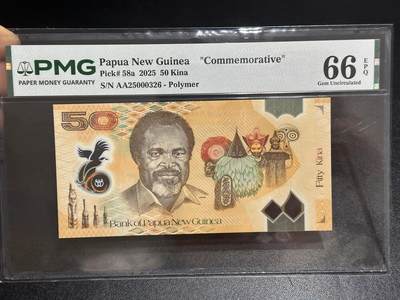 PMG
PAPER MONEY GUARANTY
Papua New Guinea "Commemorative"
Pick# 58a 2025 50 Kina
S/N AA25000326 - Polymer
66 EPQ
Gem Uncirculated
50
Fifty Kina
Bank of Papua New Guinea